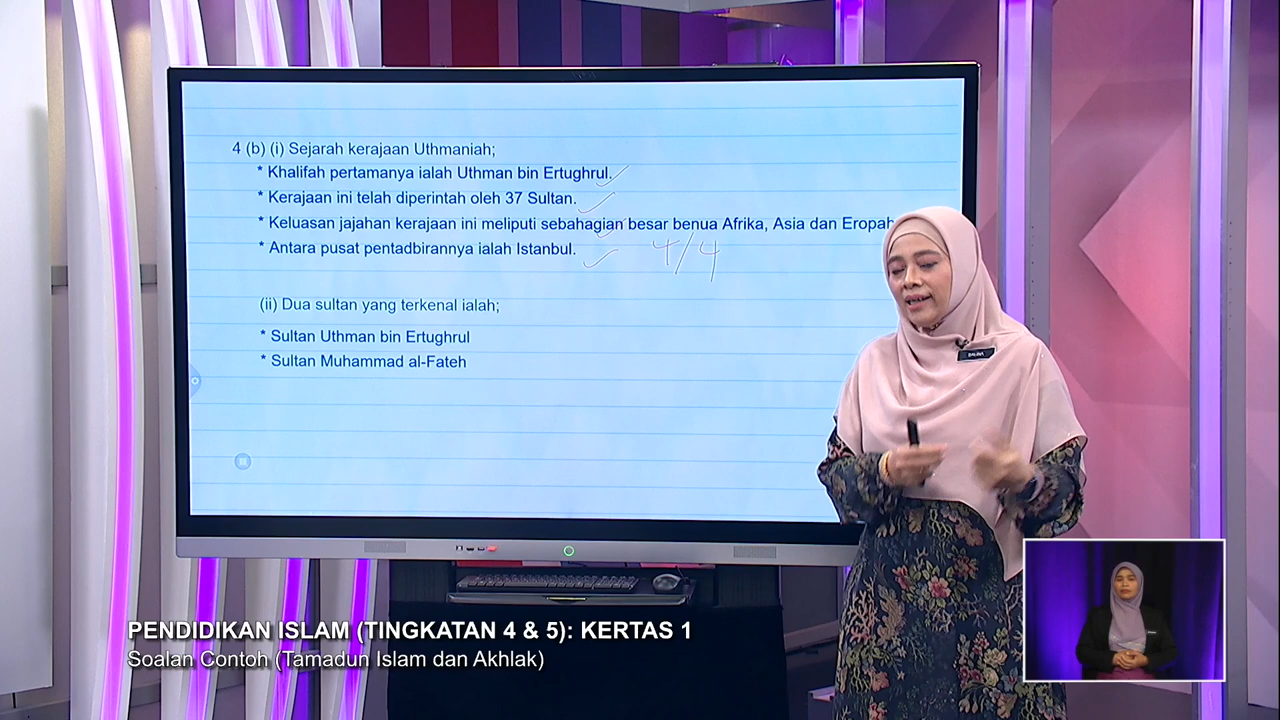 4 (b) (i) Sejarah kerajaan Uthmaniah;
* Khalifah pertamanya ialah Uthman bin Ertughrul.
* Kerajaan ini telah diperintah oleh 37 Sultan.
* Keluasan jajahan kerajaan ini meliputi sebahagian besar benua Afrika, Asia dan Eropah
* Antara pusat pentadbirannya ialah Istanbul.
4/4
(ii) Dua sultan yang terkenal ialah;
* Sultan Uthman bin Ertughrul
* Sultan Muhammad al-Fateh
PENDIDIKAN ISLAM (TINGKATAN 4 & 5): KERTAS 1
Soalan Contoh (Tamadun Islam dan Akhlak)